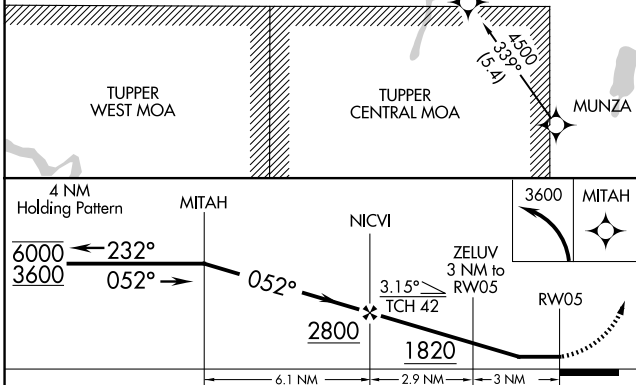 4500
339°
(5.4)
TUPPER
WEST MOA
TUPPER
CENTRAL MOA
MUNZA
4 NM
Holding Pattern
MITAH
NICVI
3600
MITAH
6000
232°
3600
052°
052°
3.15°
TCH 42
ZELUV
3 NM to
RW05
RW05
2800
1820
6.1 NM
2.9 NM
3 NM